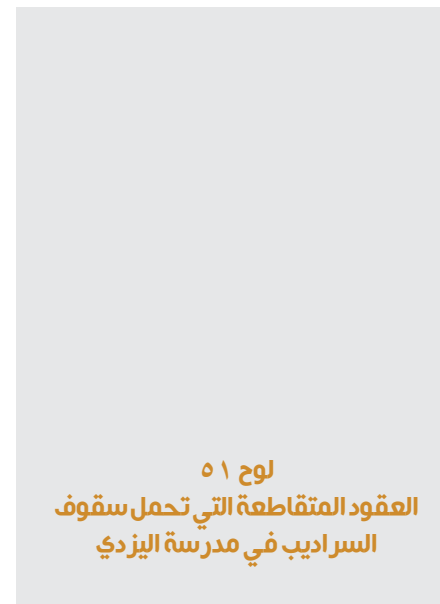 لوح ٥١
العقود المتقاطعة التي تحمل سقوف
السراديب في مدرسة اليزدي